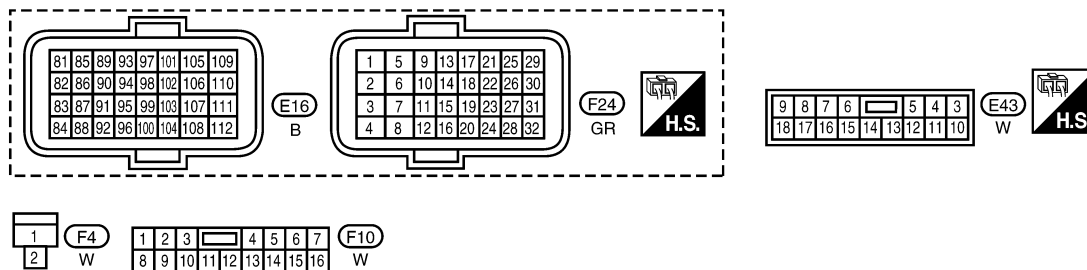 81 85 89 93 97 101 105 109
82 86 90 94 98 102 106 110
83 87 91 95 99 103 107 111
84 88 92 96 100 104 108 112
E16
B
1 5 9 13 17 21 25 29
2 6 10 14 18 22 26 30
3 7 11 15 19 23 27 31
4 8 12 16 20 24 28 32
F24
GR
H.S.
9 8 7 6 5 4 3
18 17 16 15 14 13 12 11 10
E43
W
H.S
1
2
F4
W
1 2 3 4 5 6 7
8 9 10 11 12 13 14 15 16
F10
W